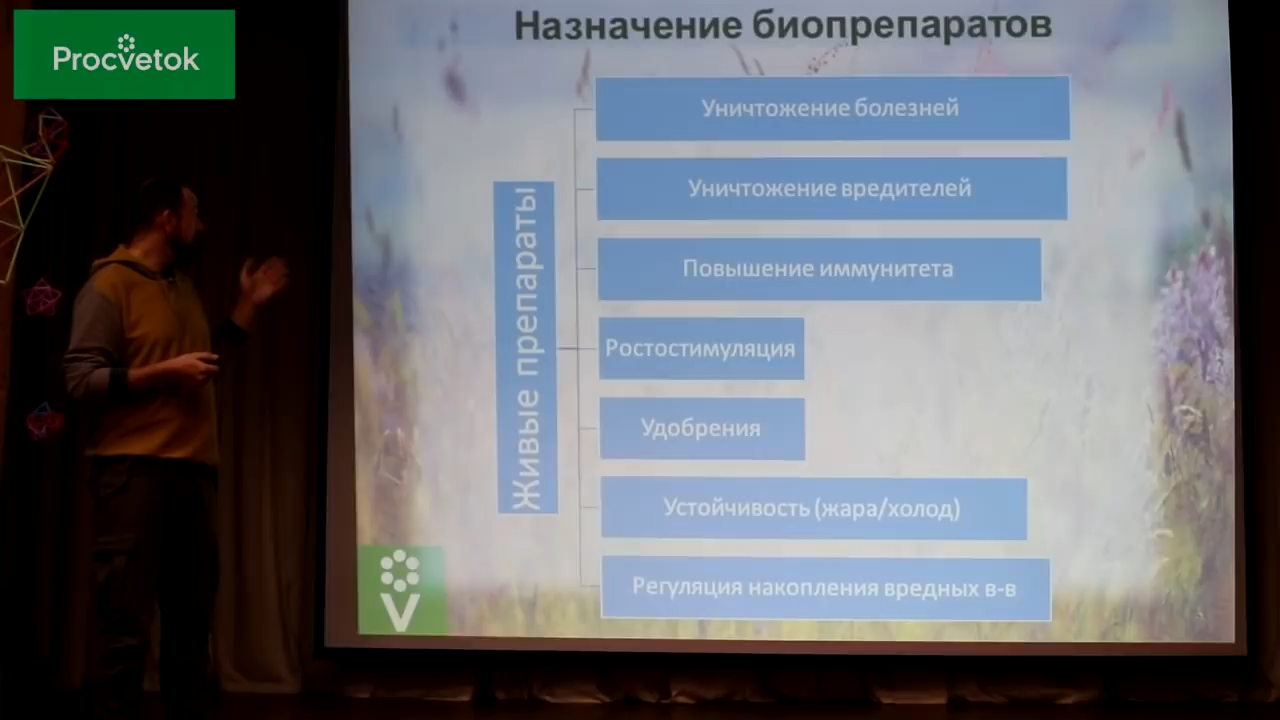 Procvetok
Назначение биопрепаратов
Живые препараты
Уничтожение болезней
Уничтожение вредителей
Повышение иммунитета
Ростостимуляция
Удобрения
Устойчивость (жара/холод)
Регуляция накопления вредных в-в